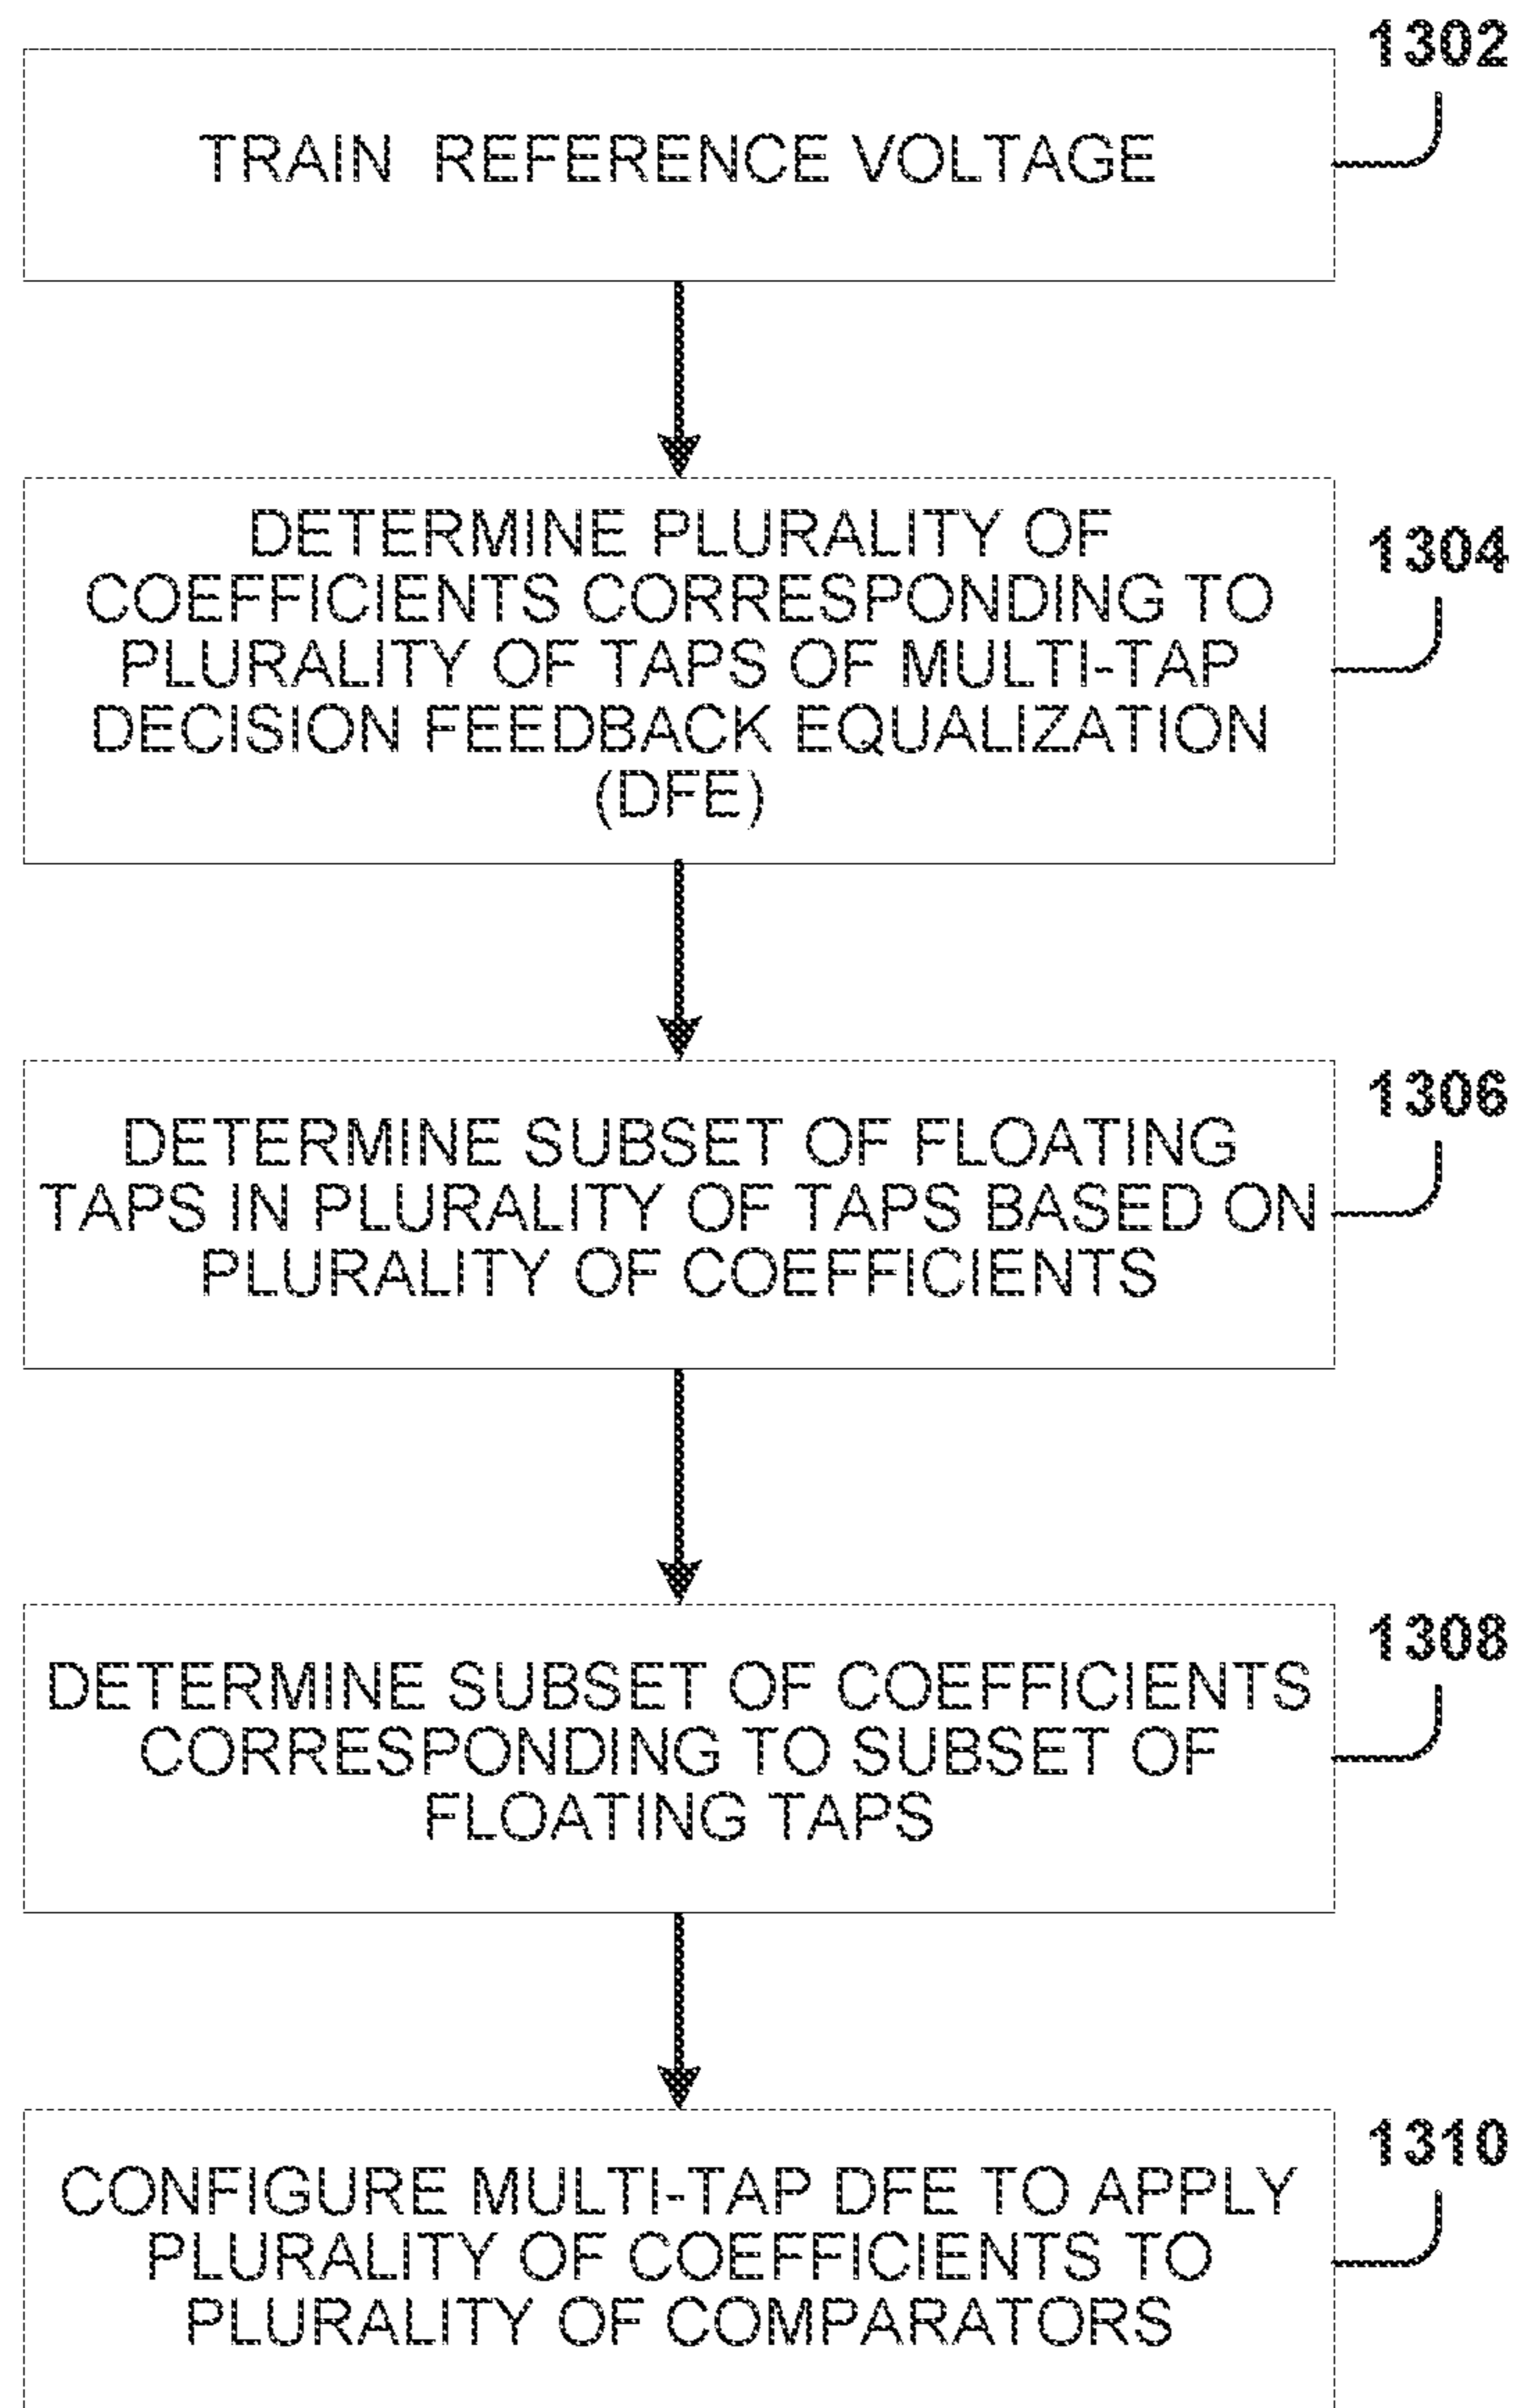 1302
TRAIN REFERENCE VOLTAGE
DETERMINE PLURALITY OF
COEFFICIENTS CORRESPONDING TO
PLURALITY OF TAPS OF MULTI-TAP
DECISION FEEDBACK EQUALIZATION
(DFE)
1304
DETERMINE SUBSET OF FLOATING
TAPS IN PLURALITY OF TAPS BASED ON
PLURALITY OF COEFFICIENTS
1306
DETERMINE SUBSET OF COEFFICIENTS
CORRESPONDING TO SUBSET OF
FLOATING TAPS
1308
CONFIGURE MULTI-TAP DFE TO APPLY
PLURALITY OF COEFFICIENTS TO
PLURALITY OF COMPARATORS
1310